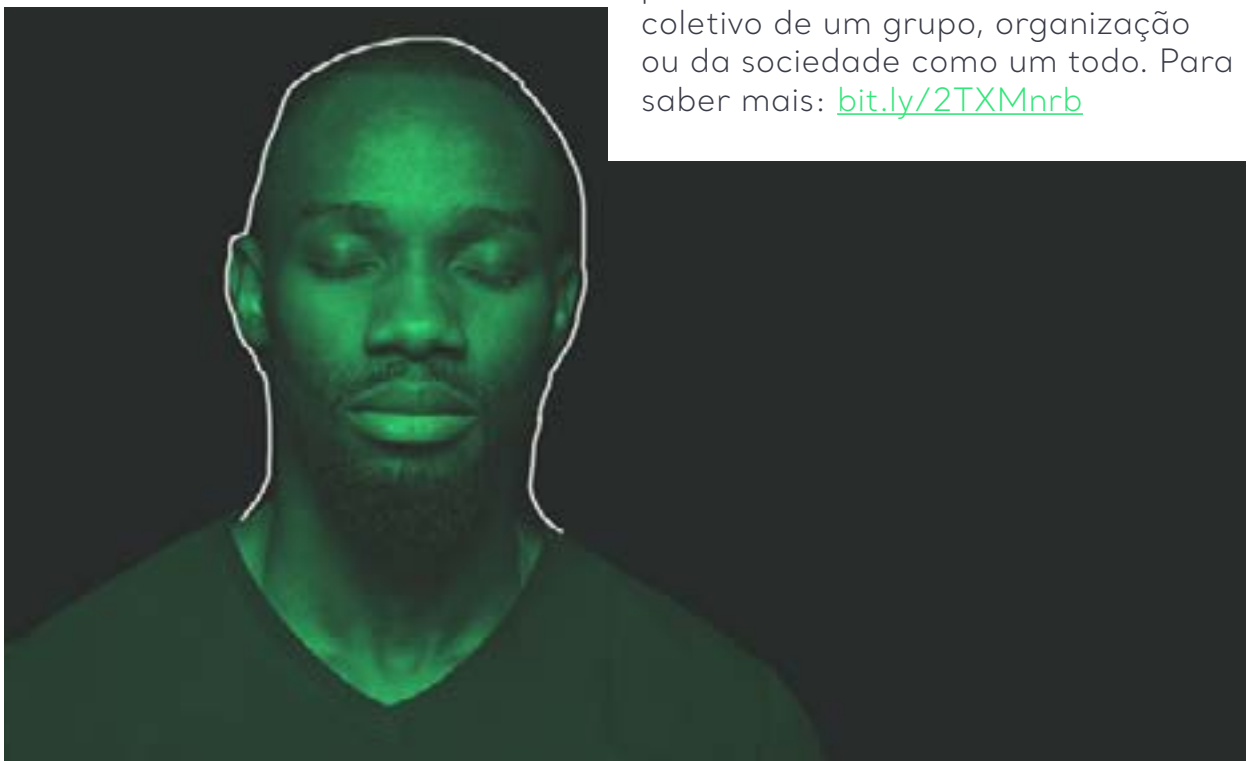 coletivo de um grupo, organização
ou da sociedade como um todo. Para
saber mais: bit.ly/2TXMnrb